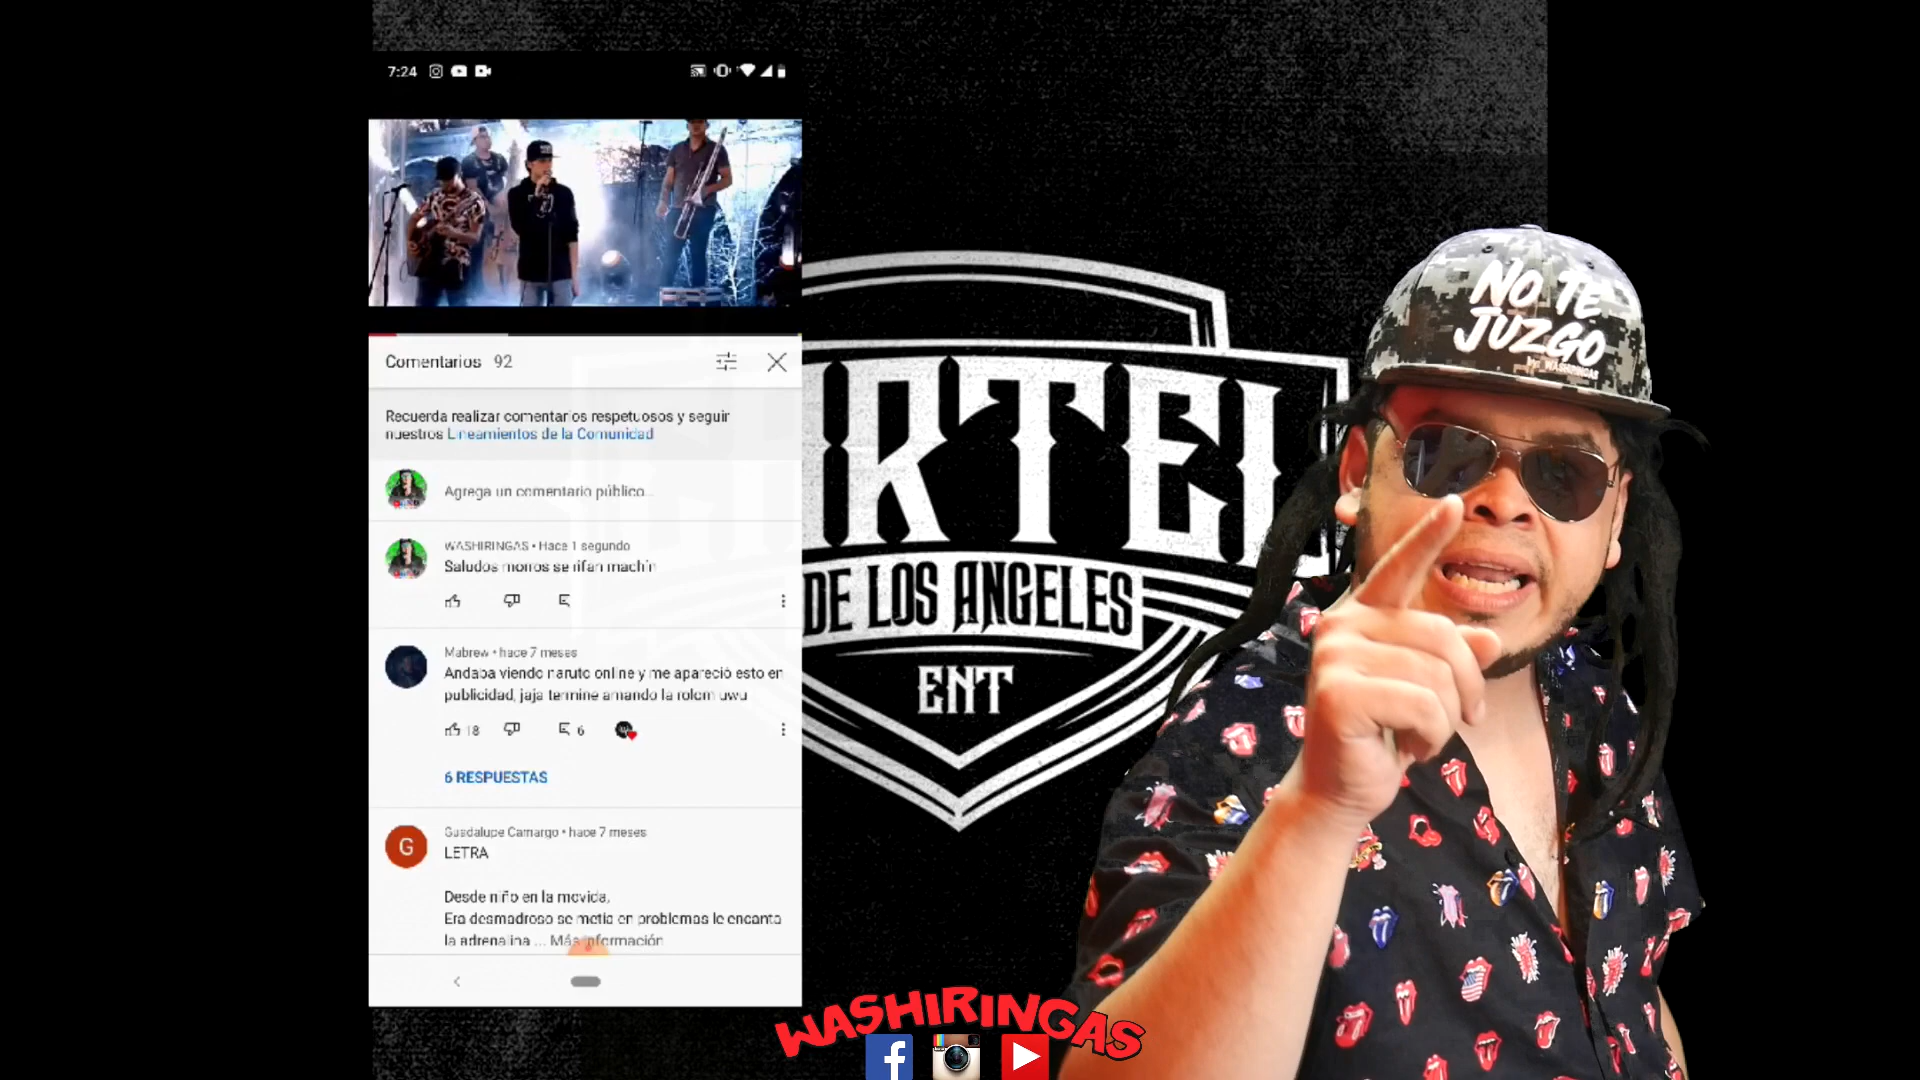 7:24
Comentarios 92
Recuerda realizar comentarios respetuosos y seguir
nuestros Lineamientos de la Comunidad
Agrega un comentario público...
WASHIRINGAS • Hace 1 segundo
Saludos monos se rifan machin
Mabrew • hace 7 meses
Andaba viendo naruto online y me apareció esto en
publicidad, jaja termine amando la rolom uwu
18
6
6 RESPUESTAS
G
Guadalupe Camargo • hace 7 meses
LETRA
Desde niño en la movida,
Era desmadroso se metia en problemas le encanta
la adrenalina ... Más información
RTEL
DE LOS ANGELES
ENT
NO TE
JUZGO
by WASHIRINGAS
WASHIRINGAS
f